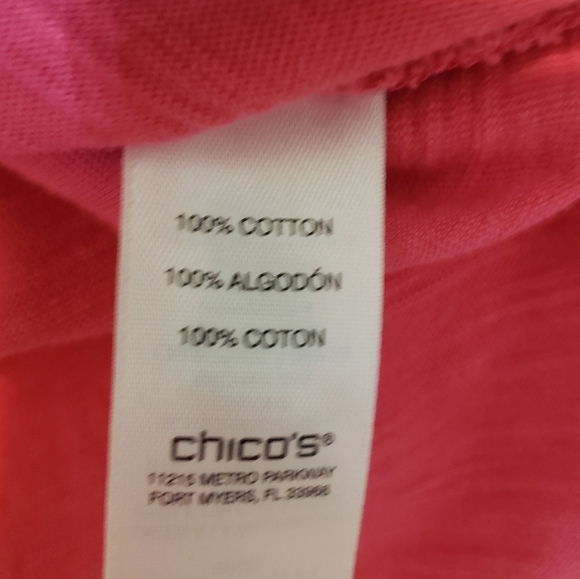 100% COTTON
100% ALGODÓN
100% COTON
chico's®
11215 METRO PARKWAY
FORT MYERS, FL 33966